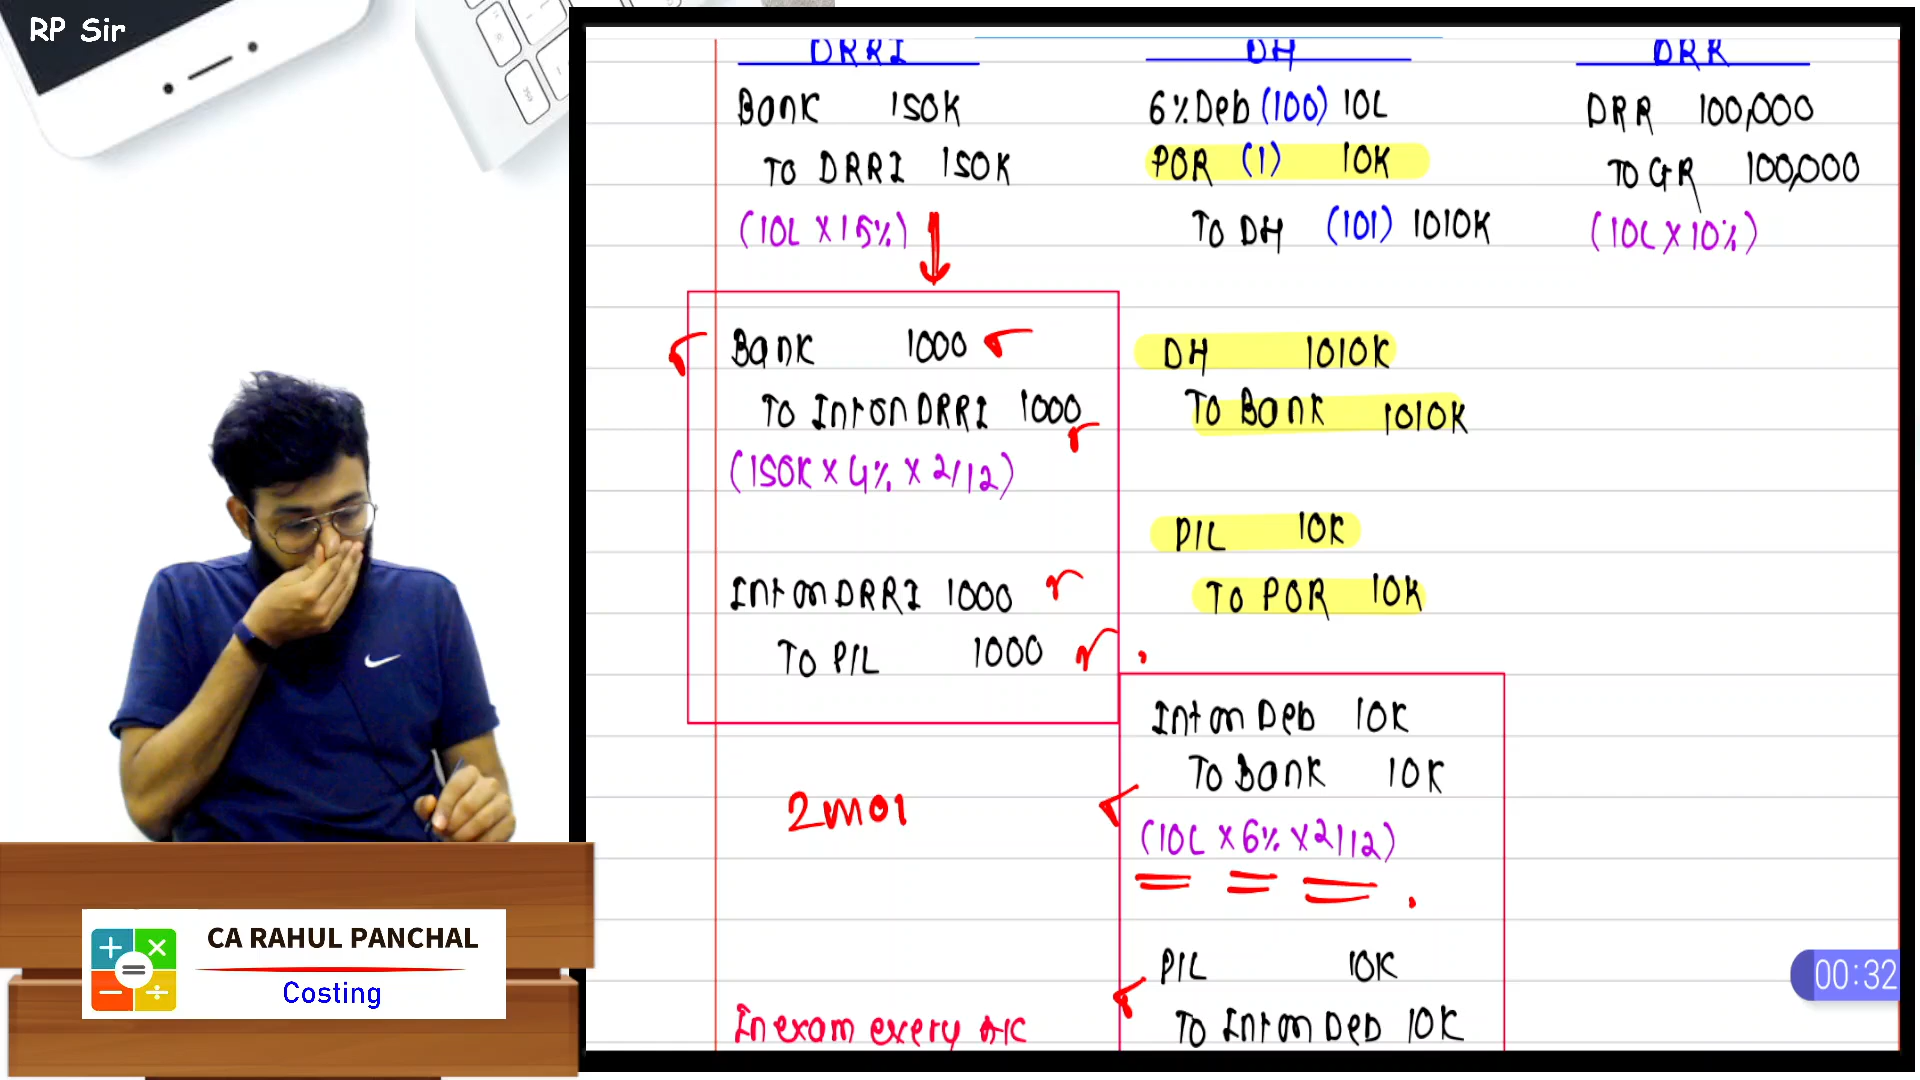 RP Sir
DRRI
Bank 150K
To DRRI 150K
(10L X 15%)
Bank 1000
To Int on DRRI 1000
(150K X 4% X 2/12)
Int on DRRI 1000
To P/L 1000
2 mar
In exam every A/C
DH
6% Deb (100) 10L
POR (1) 10K
To DH (101) 1010K
DH 1010K
To Bank 1010K
P/L 10K
To POR 10K
Int on Deb 10K
To Bank 10K
(10L X 6% X 2/12)
P/L 10K
To Int on Deb 10K
DRR
DRR 100,000
To GR 100,000
(10L X 10%)
CA RAHUL PANCHAL
Costing
00:32